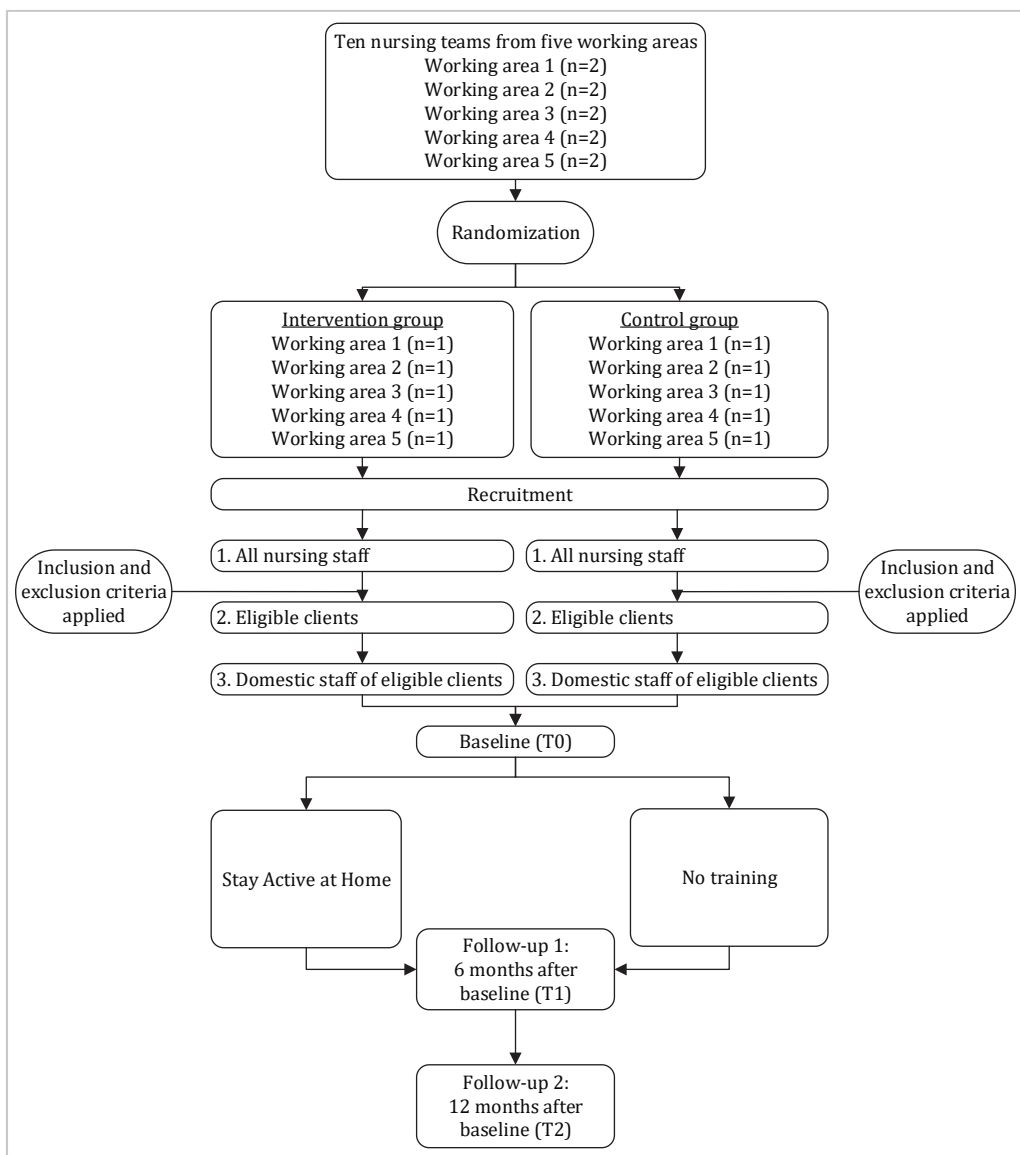 Ten nursing teams from five working areas
Working area 1 (n=2)
Working area 2 (n=2)
Working area 3 (n=2)
Working area 4 (n=2)
Working area 5 (n=2)
Randomization
Intervention group
Working area 1 (n=1)
Working area 2 (n=1)
Working area 3 (n=1)
Working area 4 (n=1)
Working area 5 (n=1)
Control group
Working area 1 (n=1)
Working area 2 (n=1)
Working area 3 (n=1)
Working area 4 (n=1)
Working area 5 (n=1)
Recruitment
1. All nursing staff
1. All nursing staff
Inclusion and
exclusion criteria
applied
Inclusion and
exclusion criteria
applied
2. Eligible clients
2. Eligible clients
3. Domestic staff of eligible clients
3. Domestic staff of eligible clients
Baseline (T0)
Stay Active at Home
No training
Follow-up 1:
6 months after
baseline (T1)
Follow-up 2:
12 months after
baseline (T2)